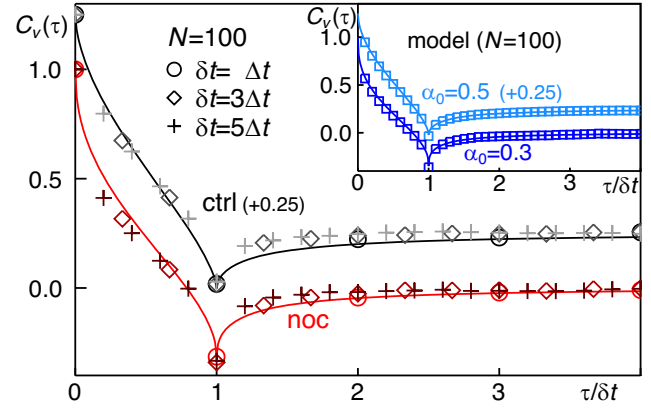 C_v(τ)
N=100
δt= Δt
δt=3Δt
δt=5Δt
1.0
0.5
0.0
ctrl (+0.25)
noc
0
1
2
3
τ/δt
C_v(τ)
model (N=100)
1.0
0.5
0.0
α₀=0.5 (+0.25)
α₀=0.3
0
1
2
3
τ/δt